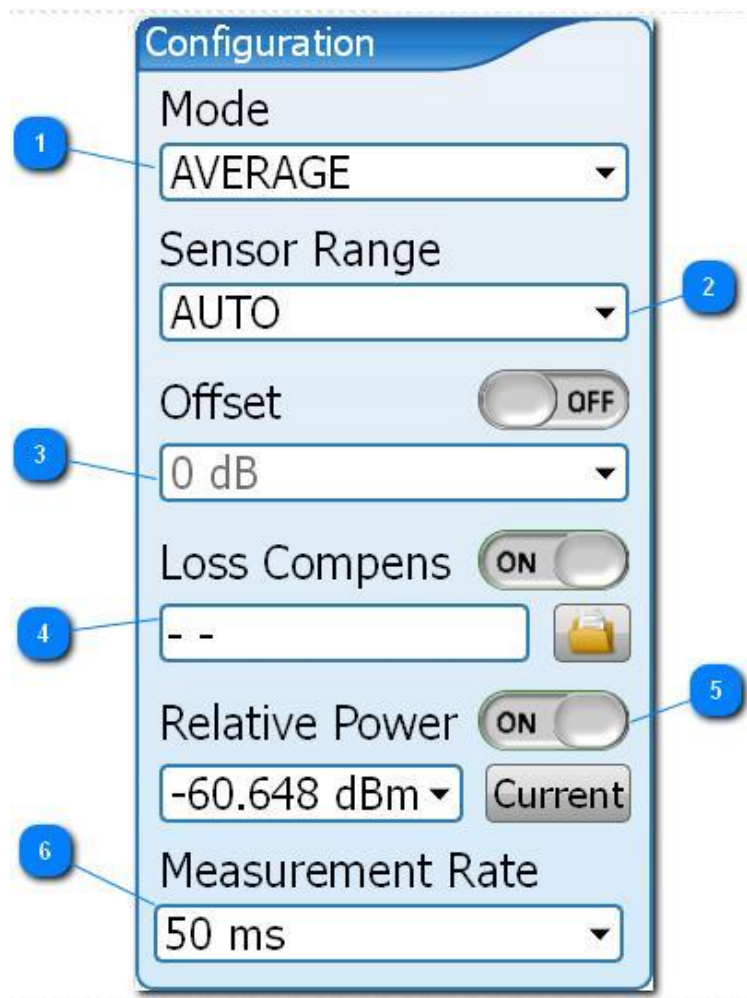 Configuration
Mode
1
AVERAGE
Sensor Range
2
AUTO
Offset OFF
3
0 dB
Loss Compens ON
4
- -
5
Relative Power ON
-60.648 dBm Current
6
Measurement Rate
50 ms